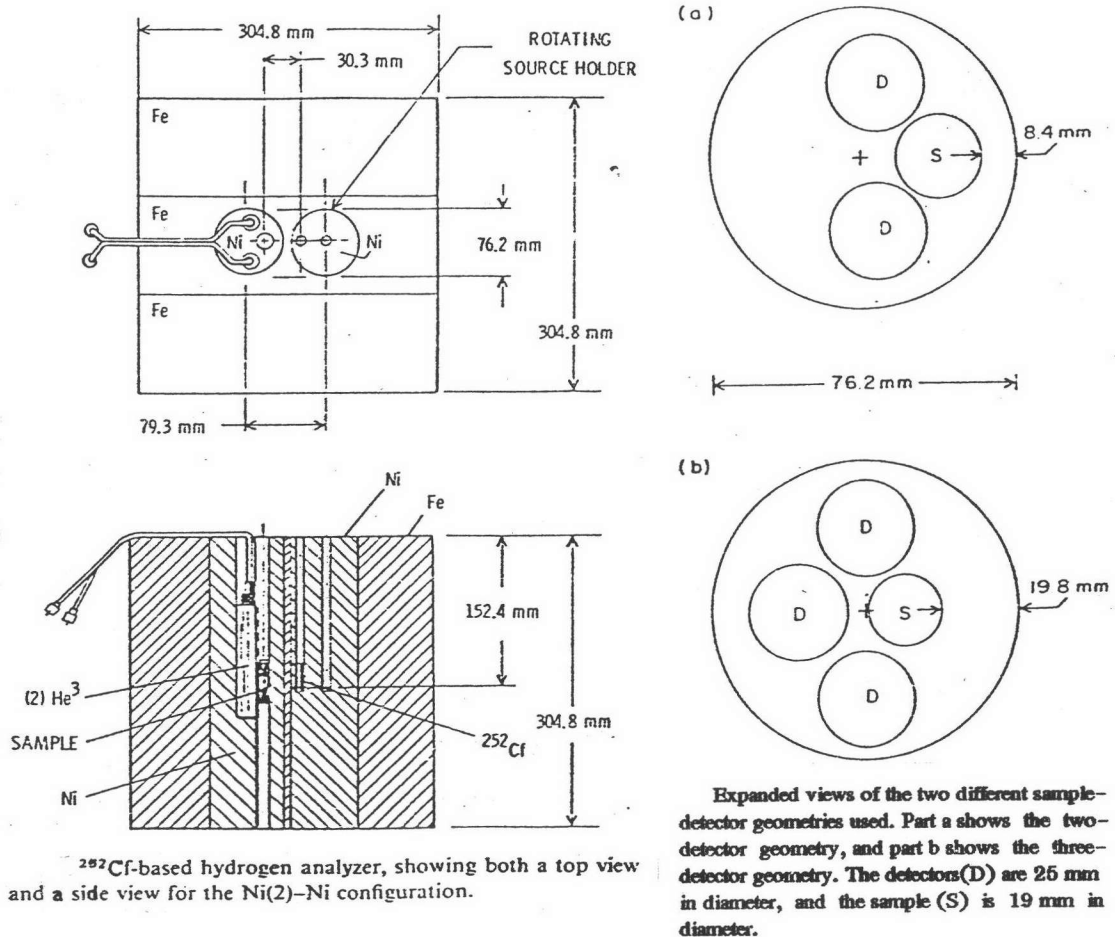 304.8 mm
30.3 mm
ROTATING
SOURCE HOLDER
Fe
Fe
Ni
Ni
76.2 mm
Fe
304.8 mm
79.3 mm
Ni
Fe
152.4 mm
(2) He³
304.8 mm
SAMPLE
²⁵²Cf
Ni
²⁵²Cf-based hydrogen analyzer, showing both a top view
and a side view for the Ni(2)-Ni configuration.
(a)
D
8.4 mm
+ S
D
76.2 mm
(b)
D
19.8 mm
D + S
D
Expanded views of the two different sample-
detector geometries used. Part a shows the two-
detector geometry, and part b shows the three-
detector geometry. The detectors(D) are 25 mm
in diameter, and the sample (S) is 19 mm in
diameter.